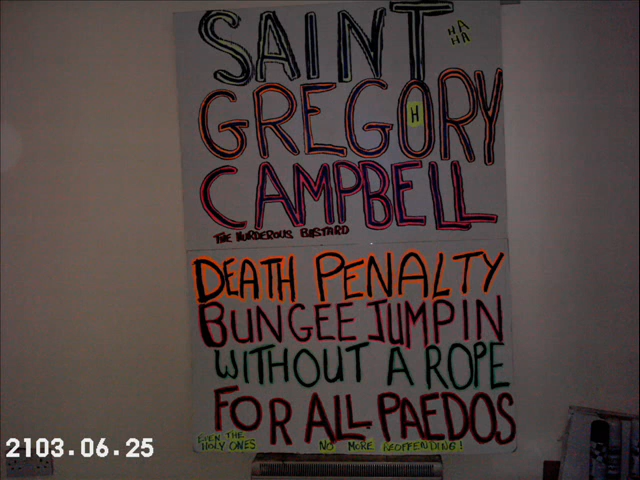 SAINT
HA
HA
GREGORY
H
CAMPBELL
THE MURDEROUS BASTARD
DEATH PENALTY
BUNGEE JUMPIN
WITHOUT A ROPE
FOR ALL PAEDOS
EVEN THE
HOLY ONES
NO MORE REOFFENDING!
2103.06.25